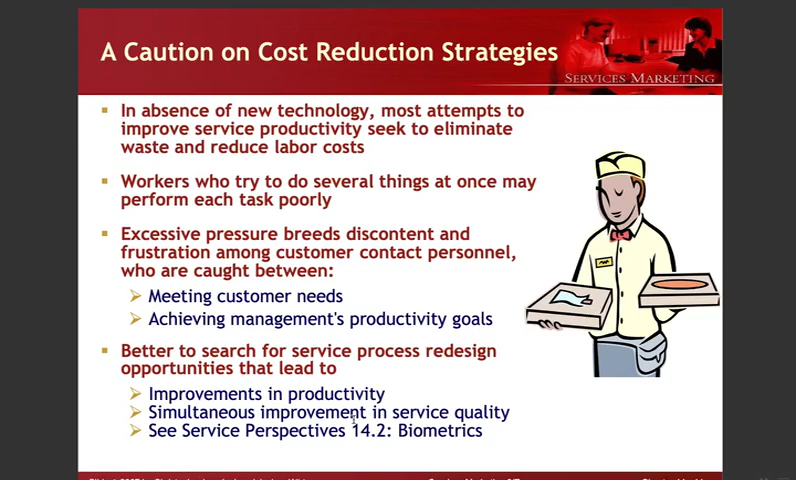 A Caution on Cost Reduction Strategies
SERVICES MARKETING
▪ In absence of new technology, most attempts to
improve service productivity seek to eliminate
waste and reduce labor costs
▪ Workers who try to do several things at once may
perform each task poorly
▪ Excessive pressure breeds discontent and
frustration among customer contact personnel,
who are caught between:
➢ Meeting customer needs
➢ Achieving management's productivity goals
▪ Better to search for service process redesign
opportunities that lead to
➢ Improvements in productivity
➢ Simultaneous improvement in service quality
➢ See Service Perspectives 14.2: Biometrics